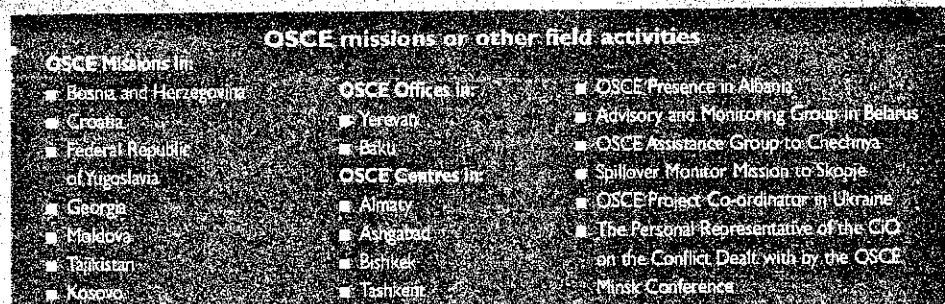 OSCE missions or other field activities
OSCE Missions in:
■ Bosnia and Herzegovina
■ Croatia
■ Federal Republic
of Yugoslavia
■ Georgia
■ Moldova
■ Tajikistan
■ Kosovo
OSCE Offices in:
■ Yerevan
■ Baku
OSCE Centres in:
■ Almaty
■ Ashgabad
■ Bishkek
■ Tashkent
■ OSCE Presence in Albania
■ Advisory and Monitoring Group in Belarus
■ OSCE Assistance Group to Chechnya
■ Spillover Monitor Mission to Skopje
■ OSCE Project Co-ordinator in Ukraine
■ The Personal Representative of the CiO
on the Conflict Dealt with by the OSCE
Minsk Conference